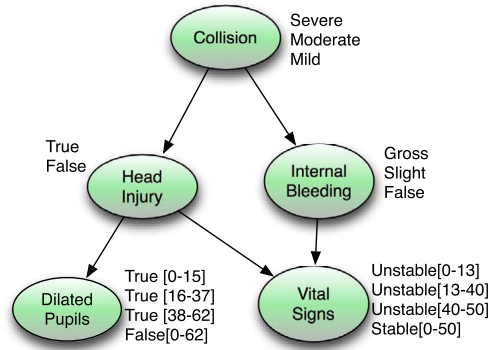 Collision
Severe
Moderate
Mild
True
False
Head
Injury
Internal
Bleeding
Gross
Slight
False
Dilated
Pupils
True [0-15]
True [16-37]
True [38-62]
False[0-62]
Vital
Signs
Unstable[0-13]
Unstable[13-40]
Unstable[40-50]
Stable[0-50]